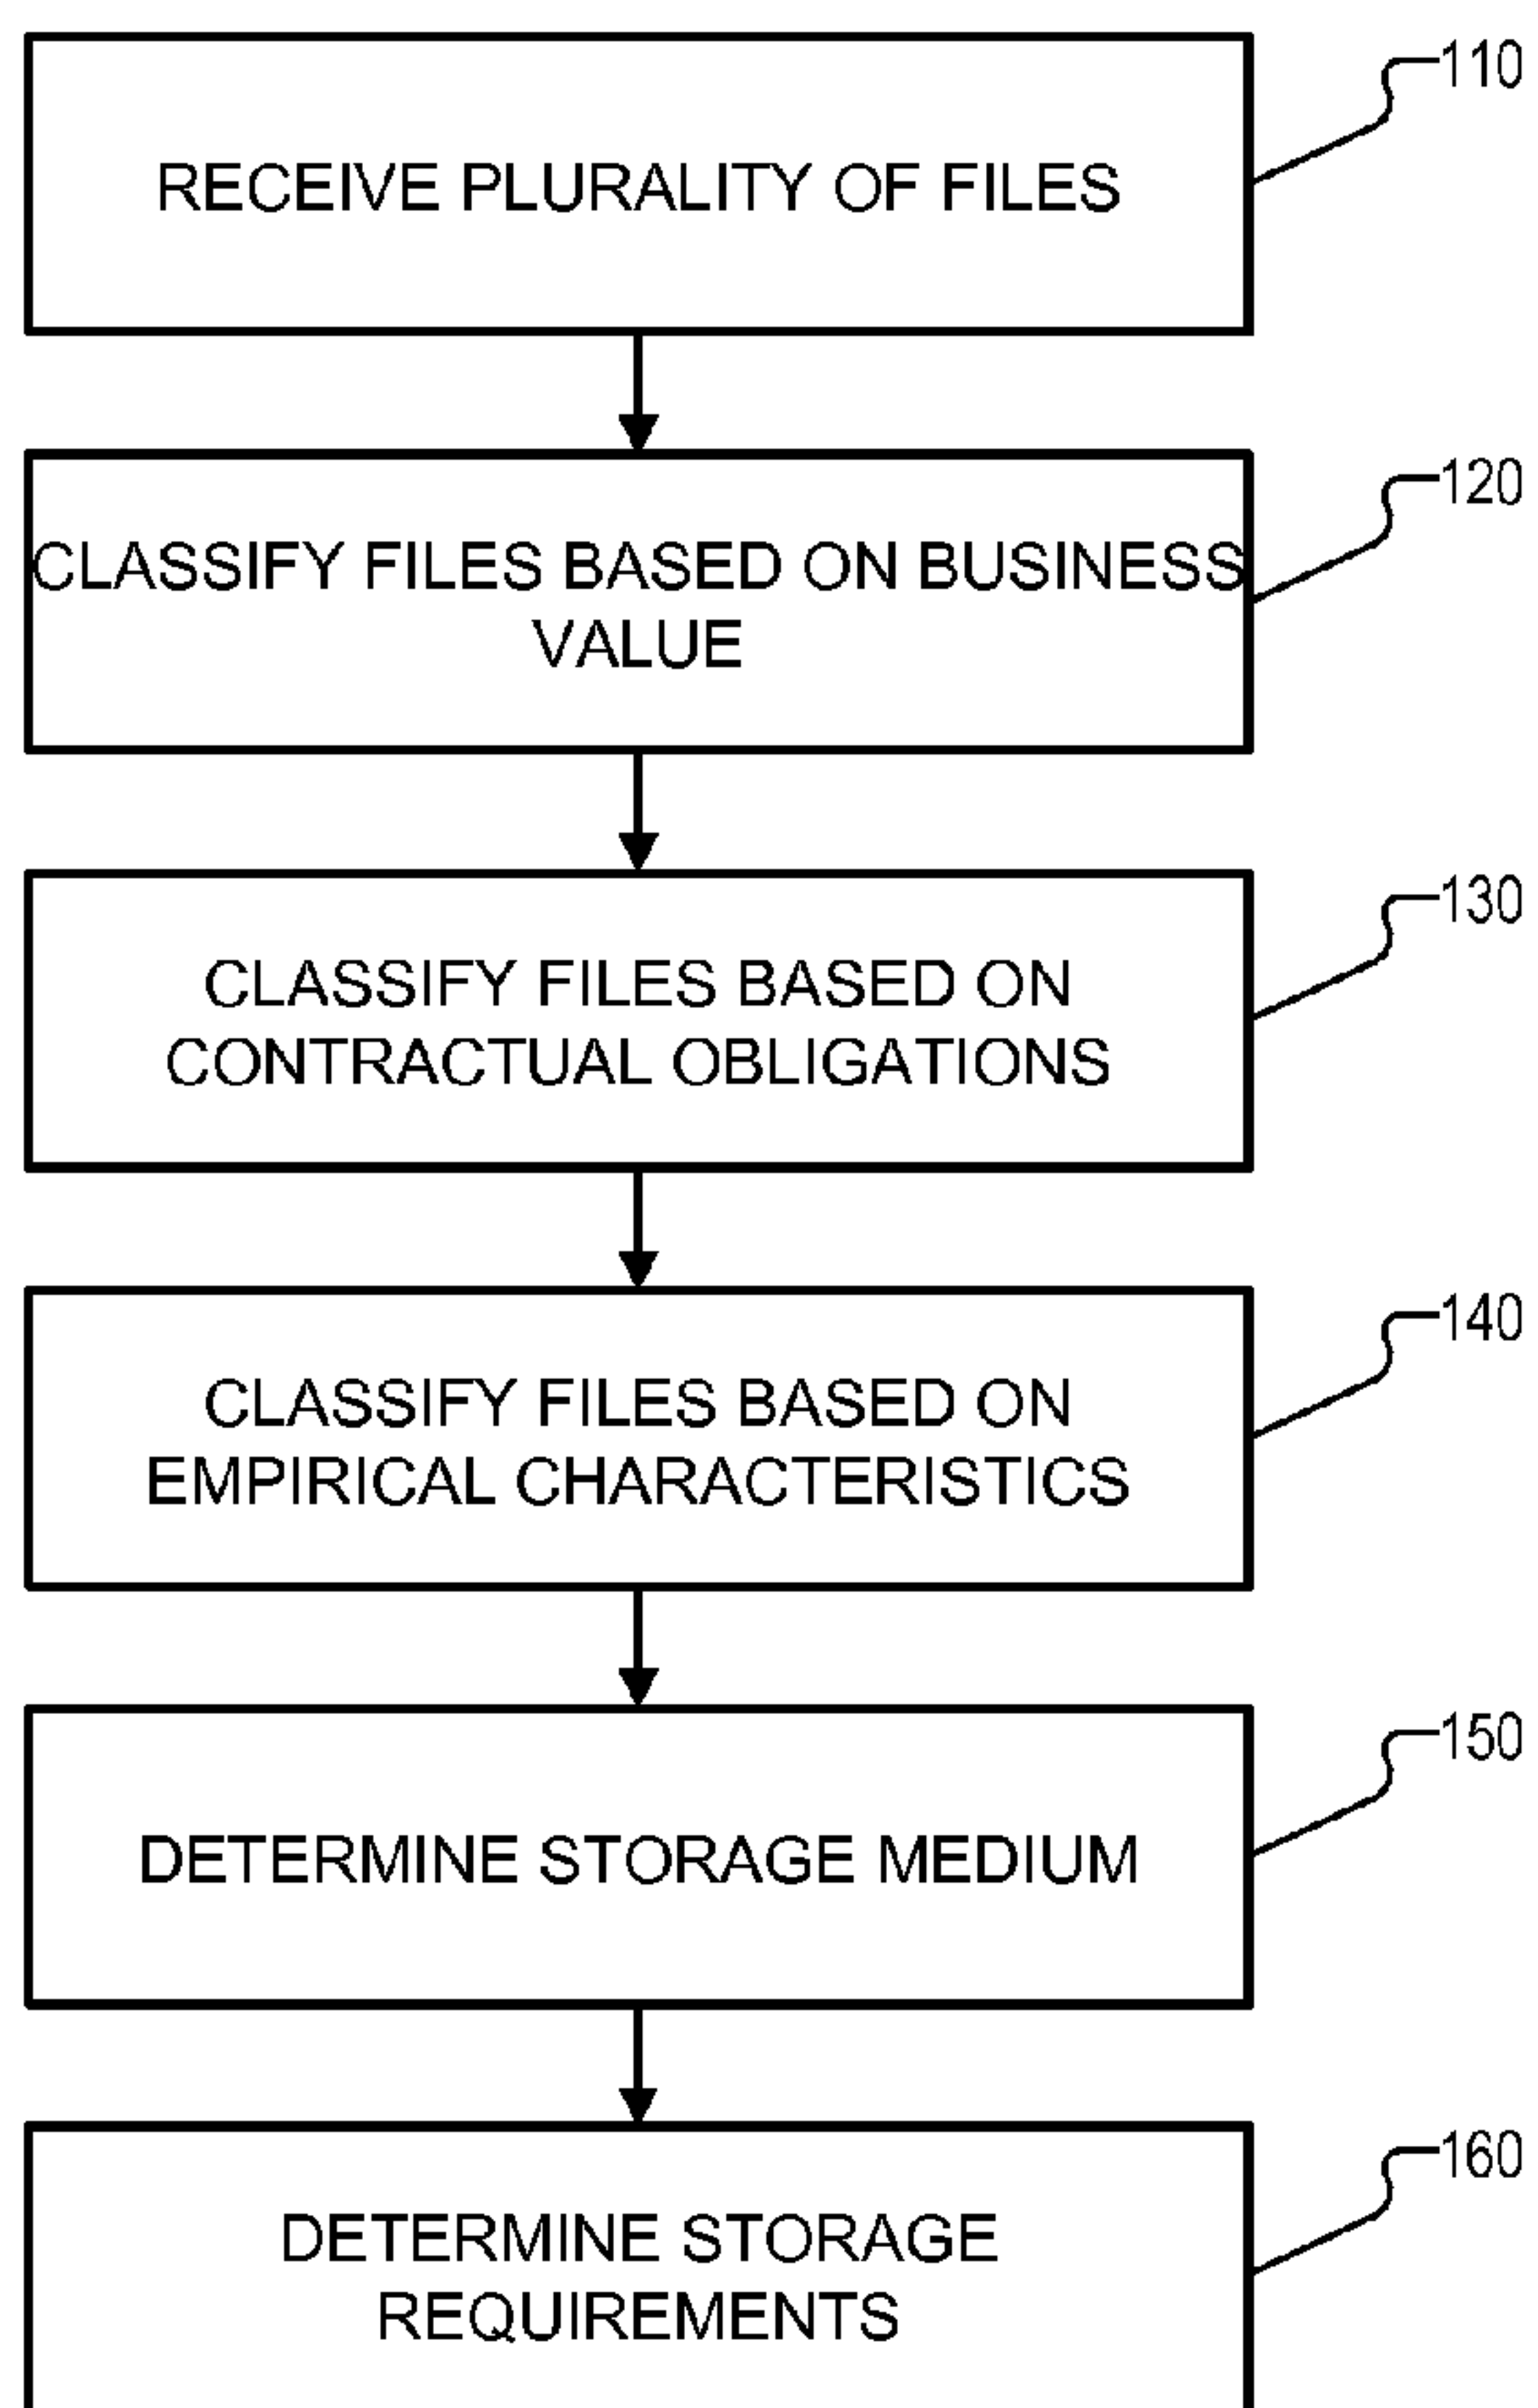 110
RECEIVE PLURALITY OF FILES
120
CLASSIFY FILES BASED ON BUSINESS
VALUE
130
CLASSIFY FILES BASED ON
CONTRACTUAL OBLIGATIONS
140
CLASSIFY FILES BASED ON
EMPIRICAL CHARACTERISTICS
150
DETERMINE STORAGE MEDIUM
160
DETERMINE STORAGE
REQUIREMENTS